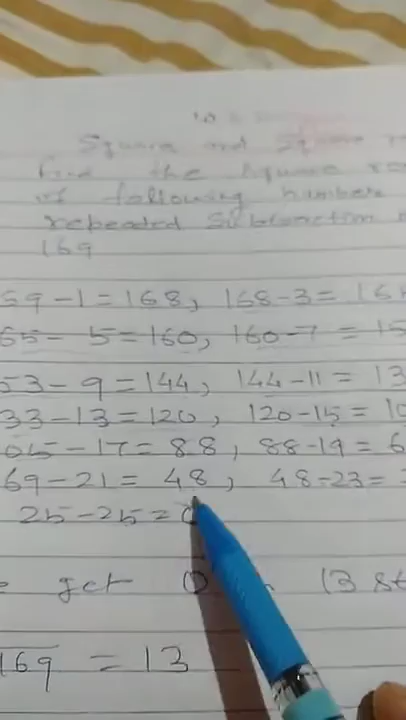 Square and Square
Find the square
of following numbers
repeated Subtraction
169
69-1=168, 168-3=16
65-5=160, 160-7=15
53-9=144, 144-11=13
33-13=120, 120-15=10
05-17=88, 88-19=6
69-21=48, 48-23=
25-25=0
get 0 13 st
169 = 13